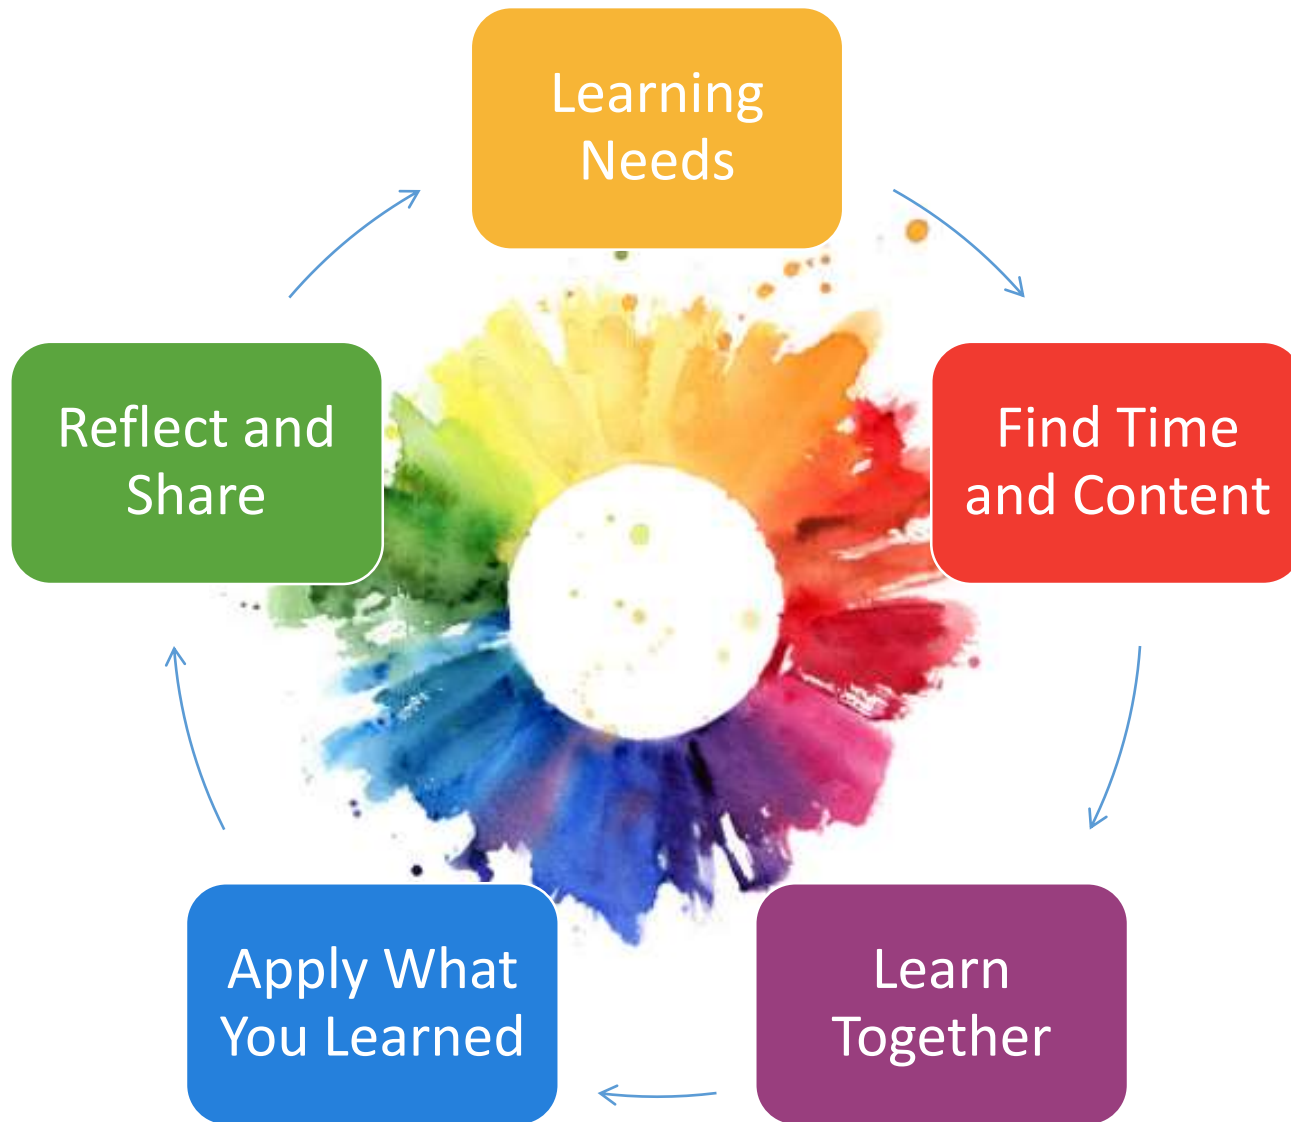 Learning
Needs
Find Time
and Content
Learn
Together
Apply What
You Learned
Reflect and
Share